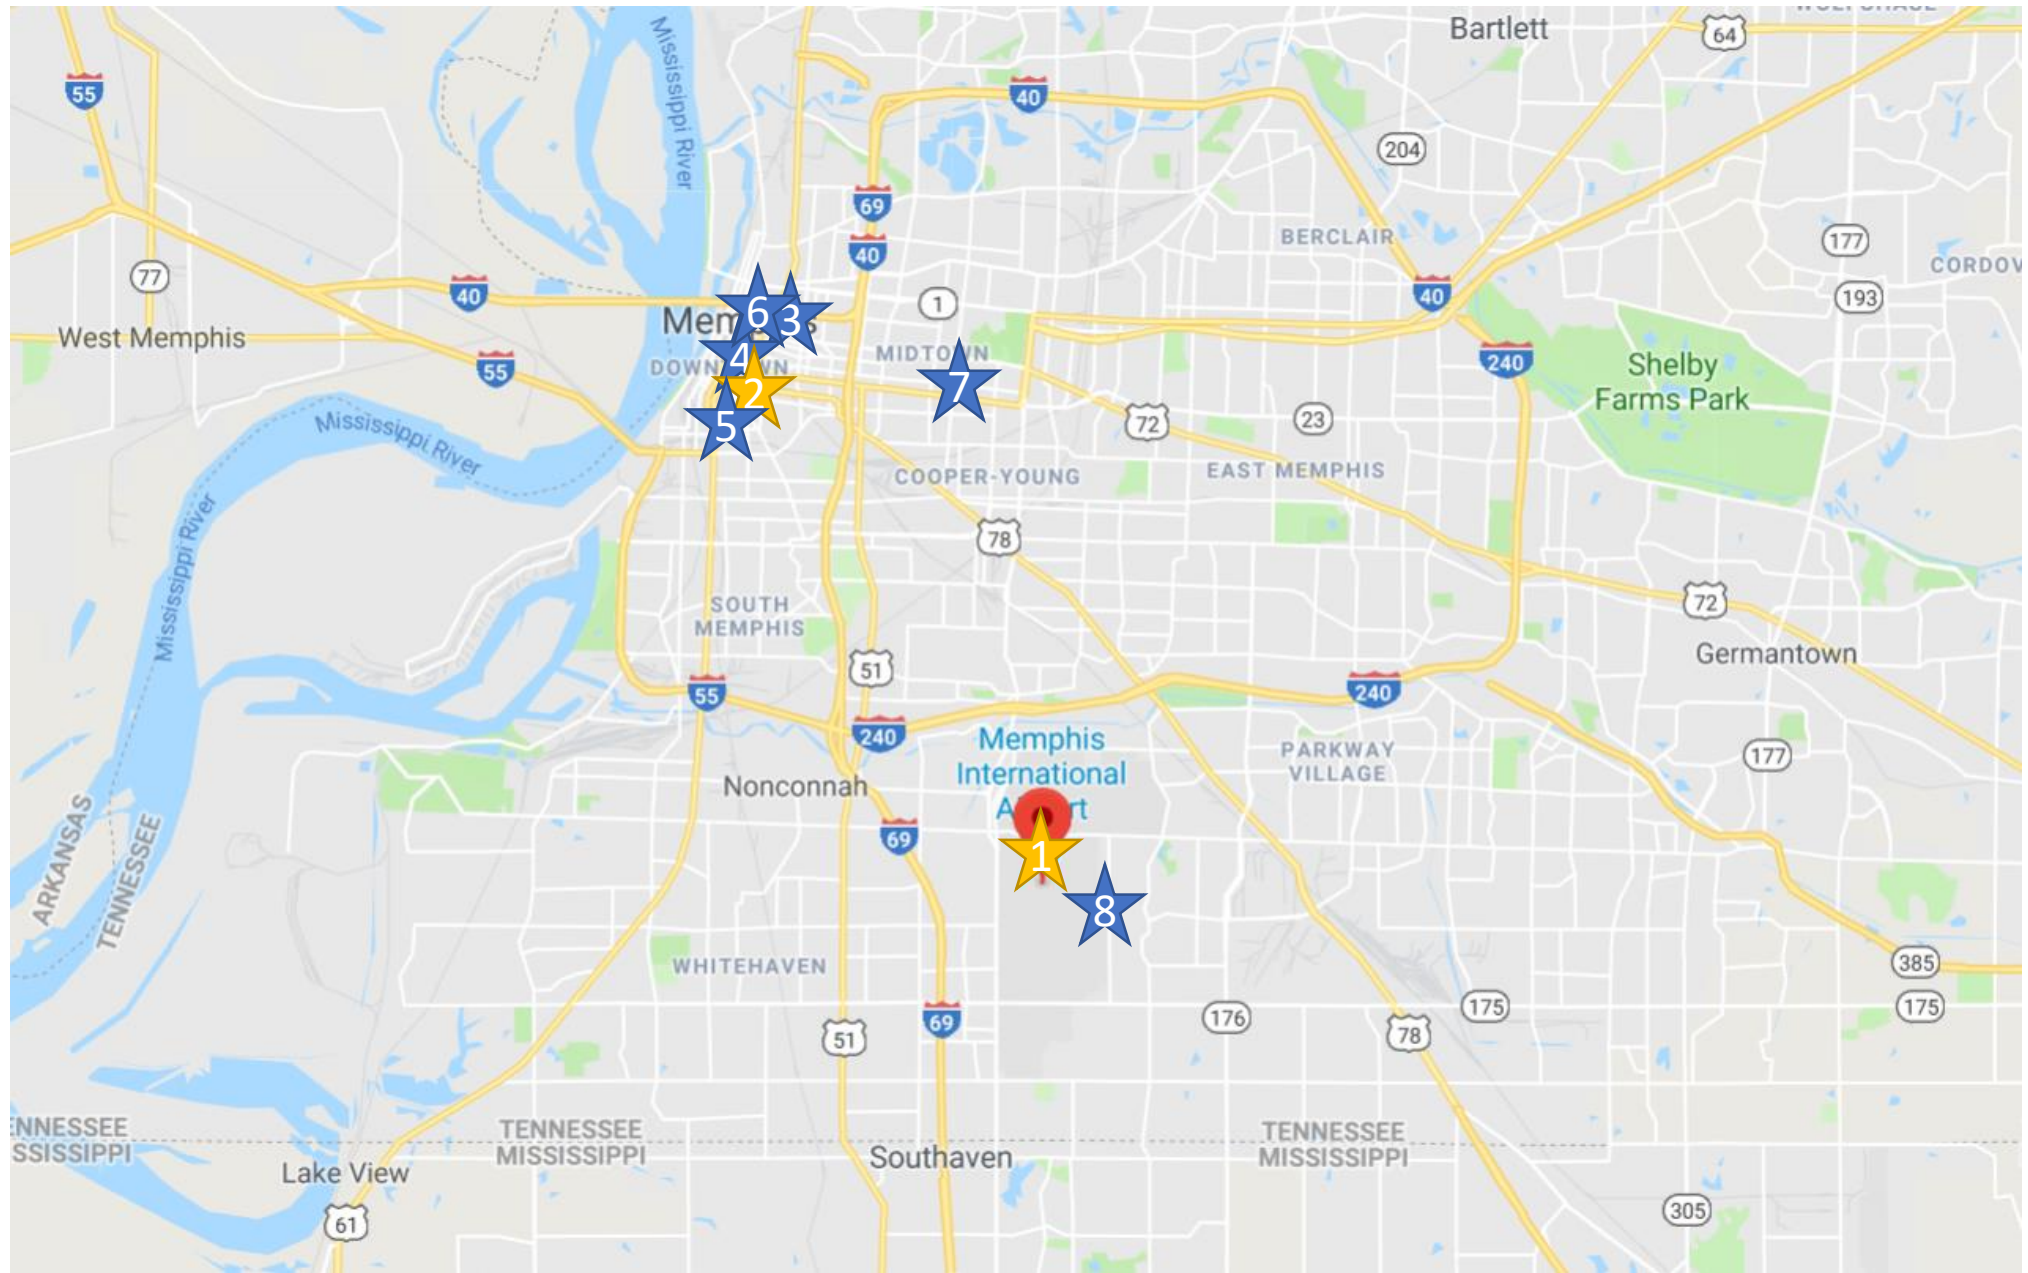 Bartlett
64
55
Mississippi River
40
204
69
40
BERCLAIR
177
CORDOV
77
40
1
40
193
6
3
Mem
s
West Memphis
55
DOWN
WN
4
MIDTOWN
240
Shelby
Farms Park
2
7
5
72
23
Mississippi River
COOPER-YOUNG
EAST MEMPHIS
Mississippi River
78
SOUTH
MEMPHIS
72
51
Germantown
55
240
240
Memphis
International
A
rt
PARKWAY
VILLAGE
177
Nonconnah
69
ARKANSAS
TENNESSEE
1
8
WHITEHAVEN
385
51
69
176
175
175
78
ENNESSEE
SSISSIPPI
TENNESSEE
MISSISSIPPI
TENNESSEE
MISSISSIPPI
Lake View
Southaven
61
305